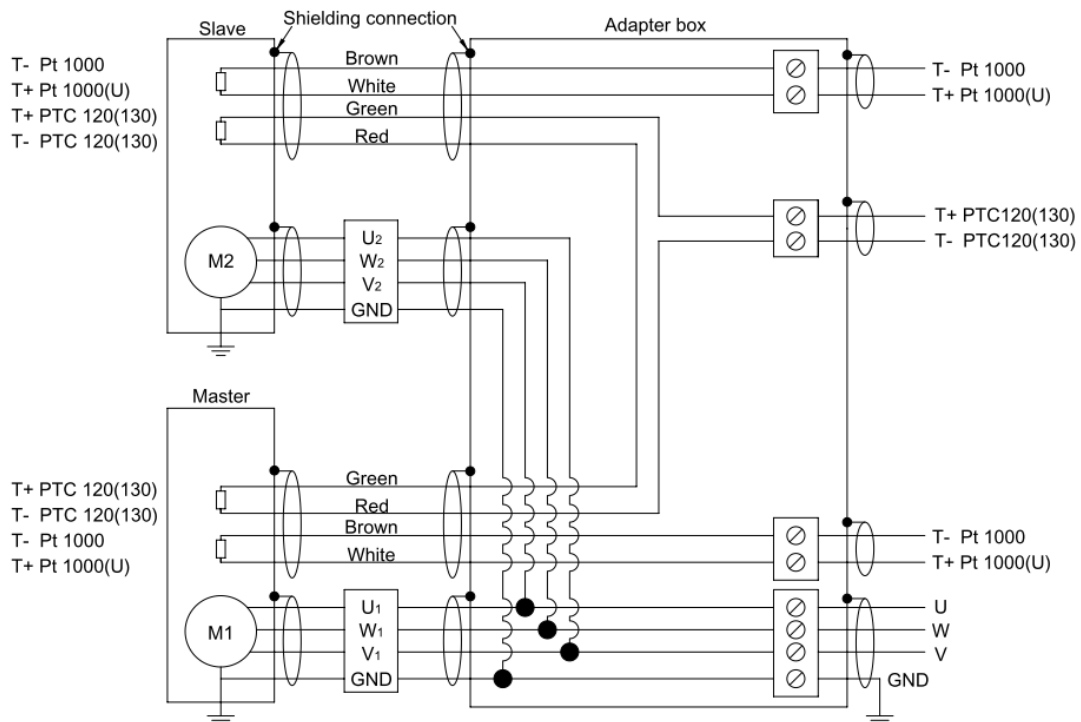 Shielding connection
Slave
Adapter box
T- Pt 1000
T+ Pt 1000(U)
T+ PTC 120(130)
T- PTC 120(130)
Brown
White
Green
Red
T- Pt 1000
T+ Pt 1000(U)
T+ PTC120(130)
T- PTC120(130)
M2
U2
W2
V2
GND
Master
T+ PTC 120(130)
T- PTC 120(130)
T- Pt 1000
T+ Pt 1000(U)
Green
Red
Brown
White
T- Pt 1000
T+ Pt 1000(U)
M1
U1
W1
V1
GND
U
W
V
GND